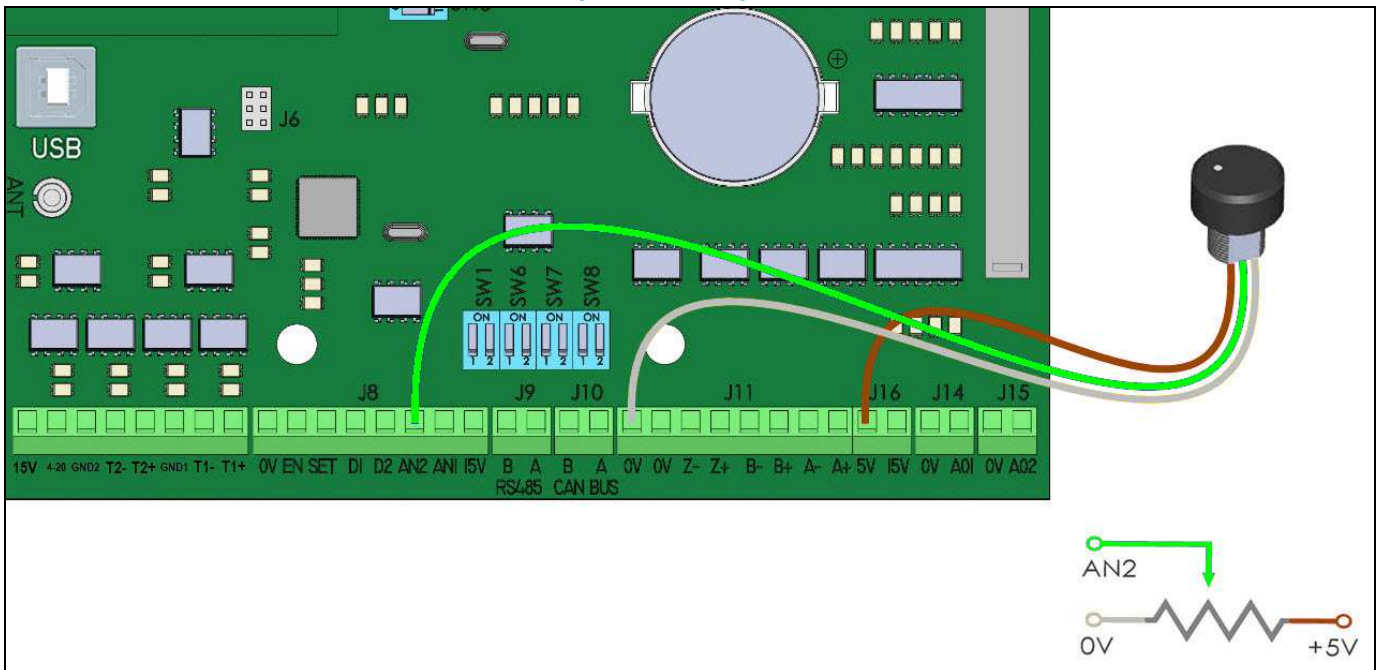 USB
J6
ANT
SW1
SW6
SW7
SW8
ON
ON
ON
ON
1 2
1 2
1 2
1 2
J8
J9
J10
J11
J16
J14
J15
15V 4-20 GND2 T2- T2+ GND1 T1- T1+ 0V EN SET D1 D2 AN2 AN1 15V B A B A 0V 0V Z- Z+ B- B+ A- A+ 5V 15V 0V AO1 0V AO2
RS485 CAN BUS
AN2
0V +5V